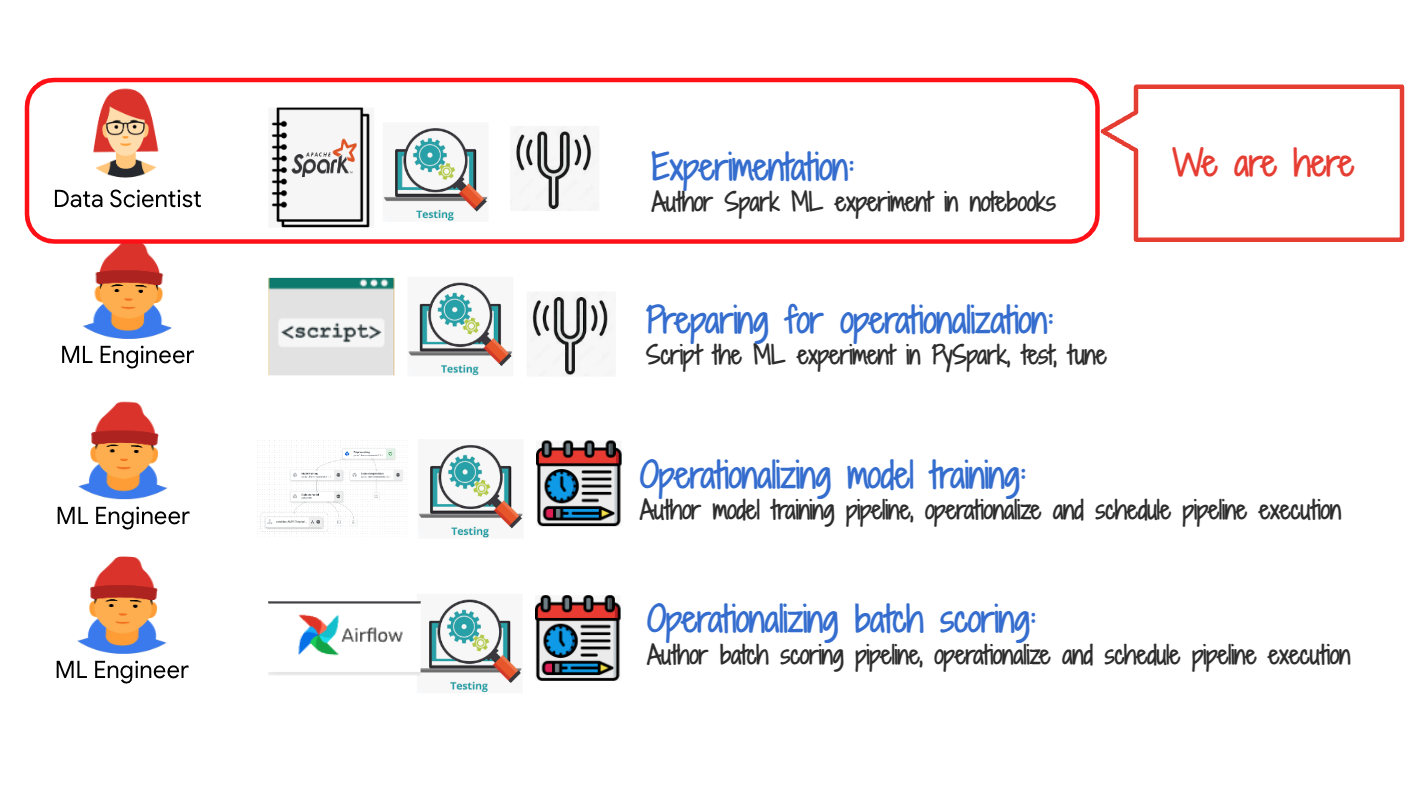 Data Scientist
APACHE
Spark
Testing
Experimentation:
Author Spark ML experiment in notebooks
We are here
ML Engineer
<script>
Testing
Preparing for operationalization:
Script the ML experiment in PySpark, test, tune
ML Engineer
Testing
Operationalizing model training:
Author model training pipeline, operationalize and schedule pipeline execution
ML Engineer
Airflow
Testing
Operationalizing batch scoring:
Author batch scoring pipeline, operationalize and schedule pipeline execution